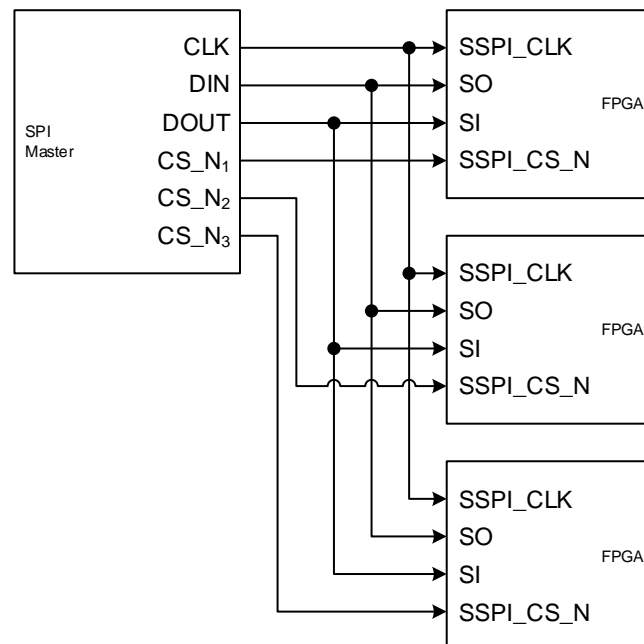 SPI
Master
CLK
DIN
DOUT
CS_N₁
CS_N₂
CS_N₃
SSPI_CLK
SO
SI
SSPI_CS_N
FPGA
SSPI_CLK
SO
SI
SSPI_CS_N
FPGA
SSPI_CLK
SO
SI
SSPI_CS_N
FPGA